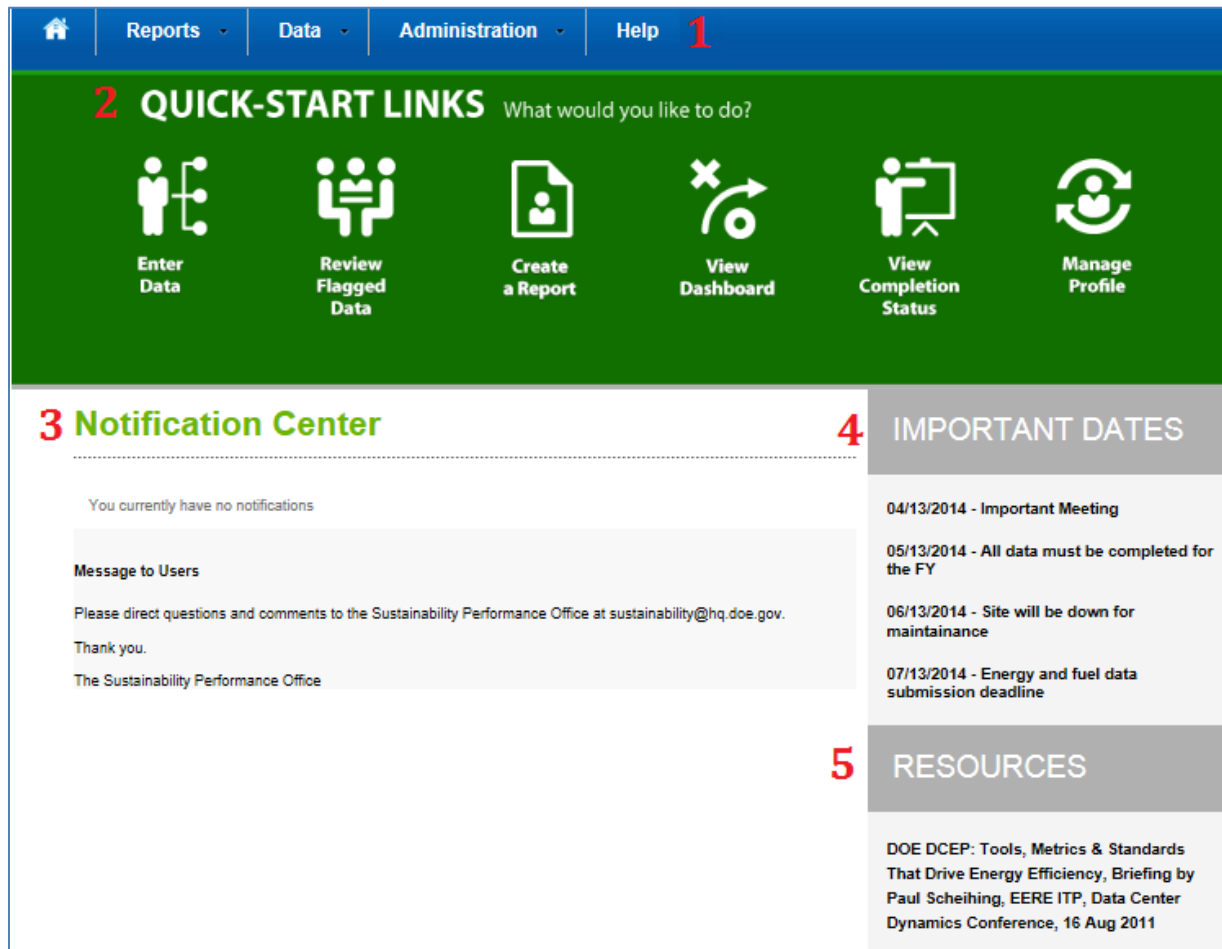 Reports Data Administration Help 1
2 QUICK-START LINKS What would you like to do?
Enter
Data
Review
Flagged
Data
Create
a Report
View
Dashboard
View
Completion
Status
Manage
Profile
3 Notification Center
You currently have no notifications
Message to Users
Please direct questions and comments to the Sustainability Performance Office at sustainability@hq.doe.gov.
Thank you.
The Sustainability Performance Office
4 IMPORTANT DATES
04/13/2014 - Important Meeting
05/13/2014 - All data must be completed for
the FY
06/13/2014 - Site will be down for
maintainance
07/13/2014 - Energy and fuel data
submission deadline
5 RESOURCES
DOE DCEP: Tools, Metrics & Standards
That Drive Energy Efficiency, Briefing by
Paul Scheihing, EERE ITP, Data Center
Dynamics Conference, 16 Aug 2011